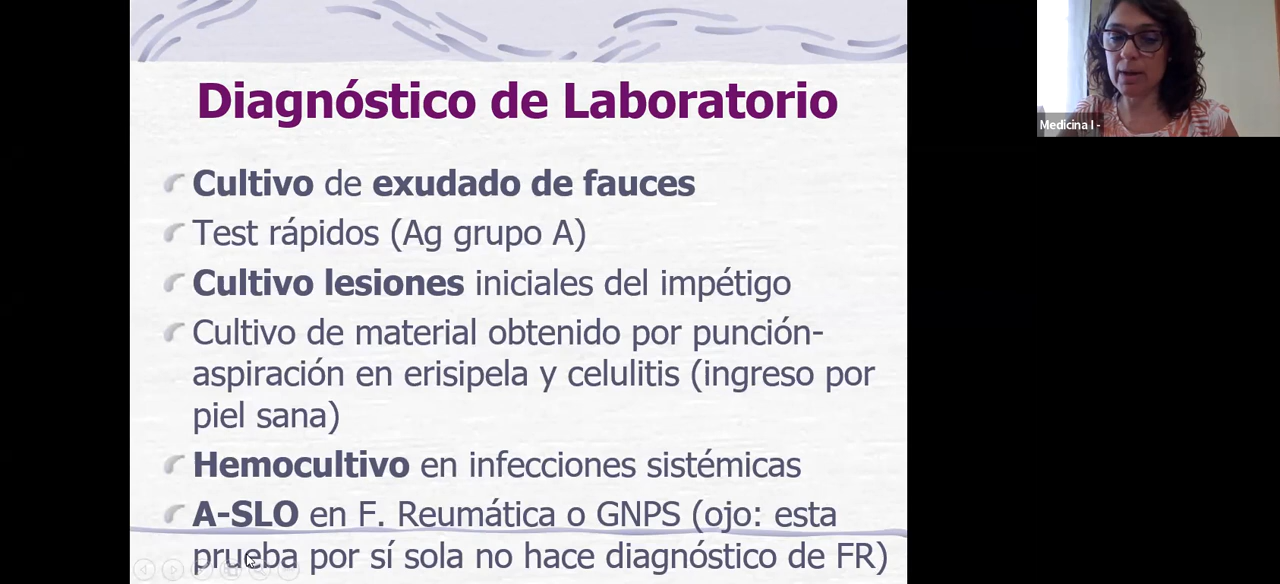 Diagnóstico de Laboratorio
Cultivo de exudado de fauces
Test rápidos (Ag grupo A)
Cultivo lesiones iniciales del impétigo
Cultivo de material obtenido por punción-
aspiración en erisipela y celulitis (ingreso por
piel sana)
Hemocultivo en infecciones sistémicas
A-SLO en F. Reumática o GNPS (ojo: esta
prueba por sí sola no hace diagnóstico de FR)
Medicina I -